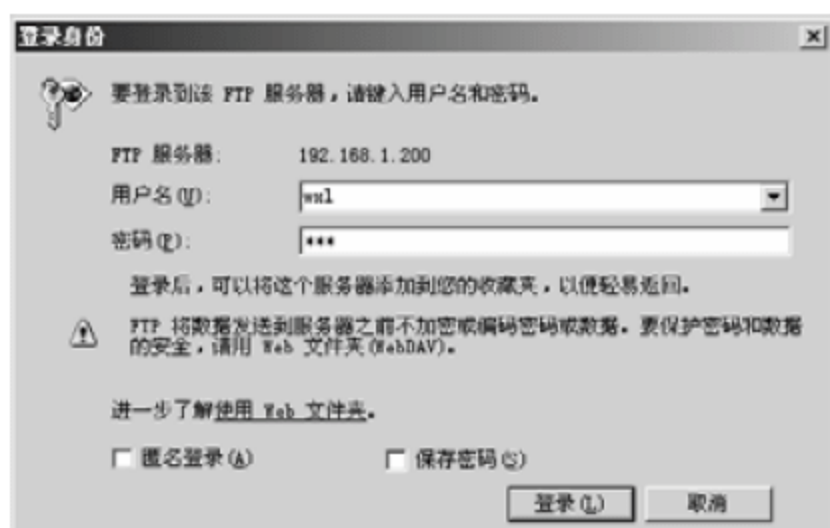 登录身份
要登录到该 FTP 服务器，请键入用户名和密码。
FTP 服务器: 192.168.1.200
用户名(U):
密码(P): ***
登录后，可以将这个服务器添加到您的收藏夹，以便轻易返回。
FTP 将数据发送到服务器之前不加密或编码密码或数据。要保护密码和数据
的安全，请用 Web 文件夹(WebDAV)。
进一步了解使用 Web 文件夹。
匿名登录(A) 保存密码(S)
登录(L) 取消